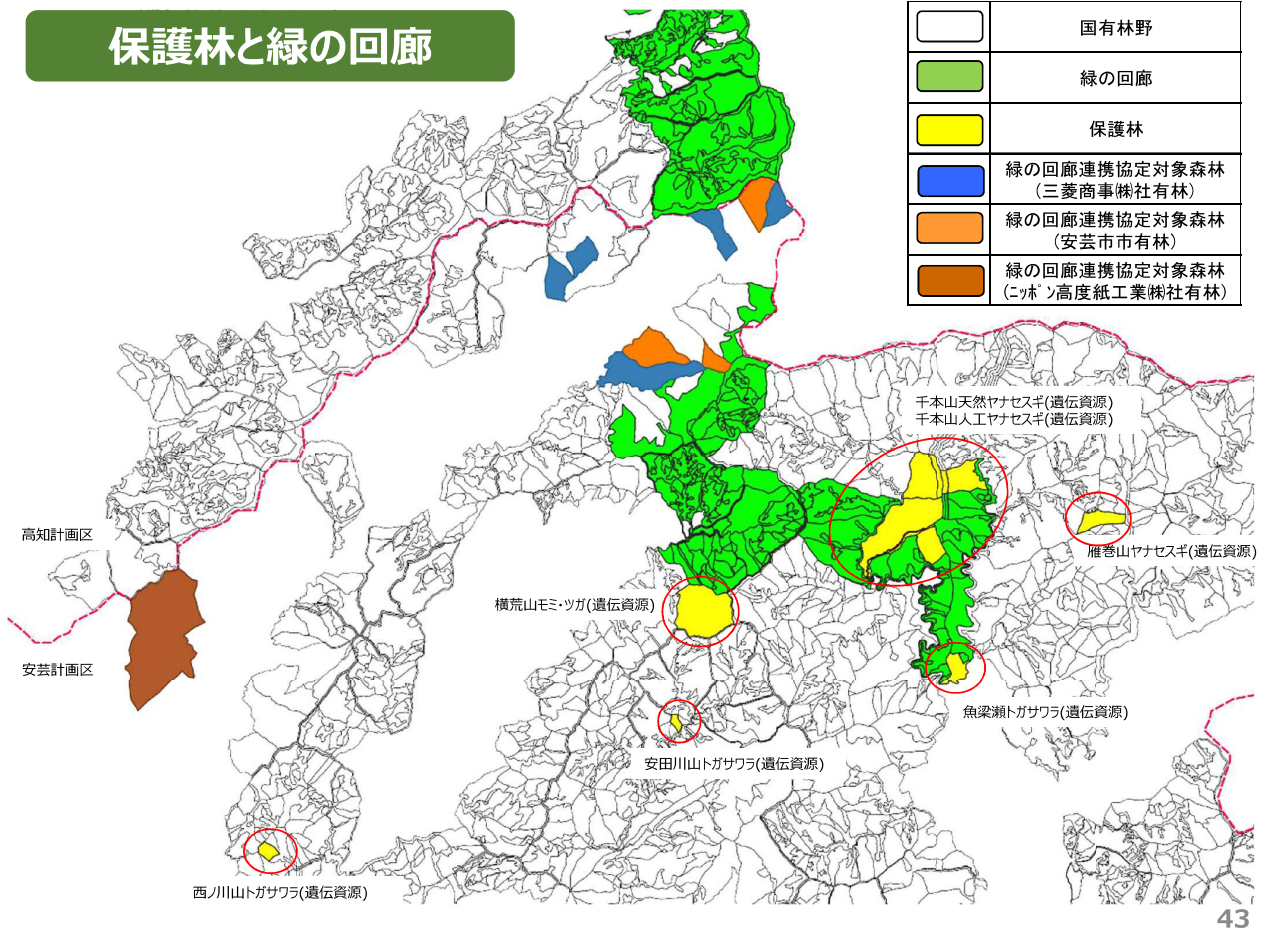 保護林と緑の回廊
国有林野
緑の回廊
保護林
緑の回廊連携協定対象森林
(三菱商事㈱社有林)
緑の回廊連携協定対象森林
(安芸市市有林)
緑の回廊連携協定対象森林
(ﾆｯﾎﾟﾝ高度紙工業㈱社有林)
千本山天然ヤナセスギ(遺伝資源)
千本山人工ヤナセスギ(遺伝資源)
高知計画区
雁巻山ヤナセスギ(遺伝資源)
横荒山モミ・ツガ(遺伝資源)
安芸計画区
魚梁瀬トガサワラ(遺伝資源)
安田川山トガサワラ(遺伝資源)
西ノ川山トガサワラ(遺伝資源)
43